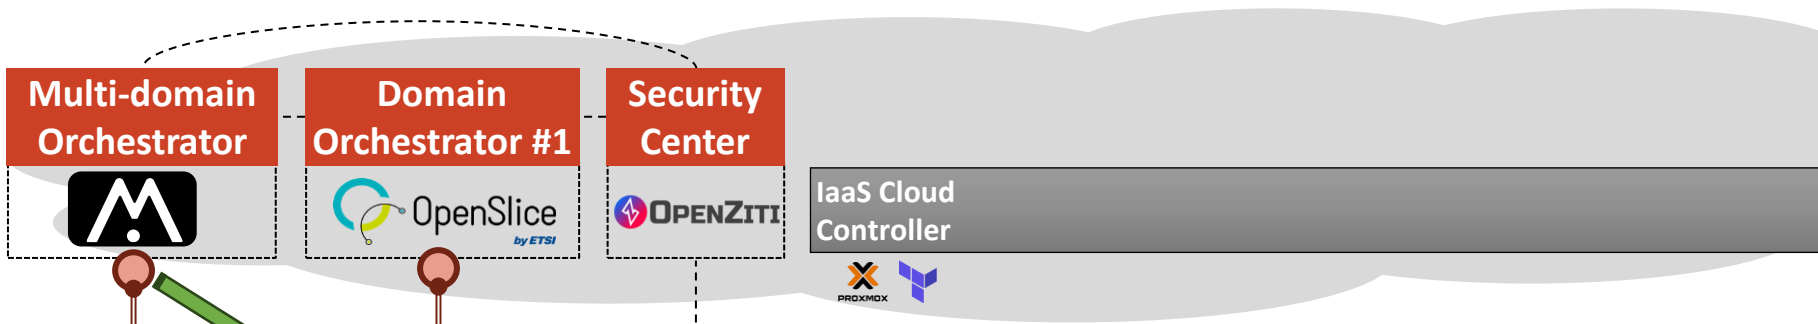 Multi-domain
Orchestrator
Domain
Orchestrator #1
Security
Center
OpenSlice
by ETSI
OPENZITI
IaaS Cloud
Controller
PROXMOX